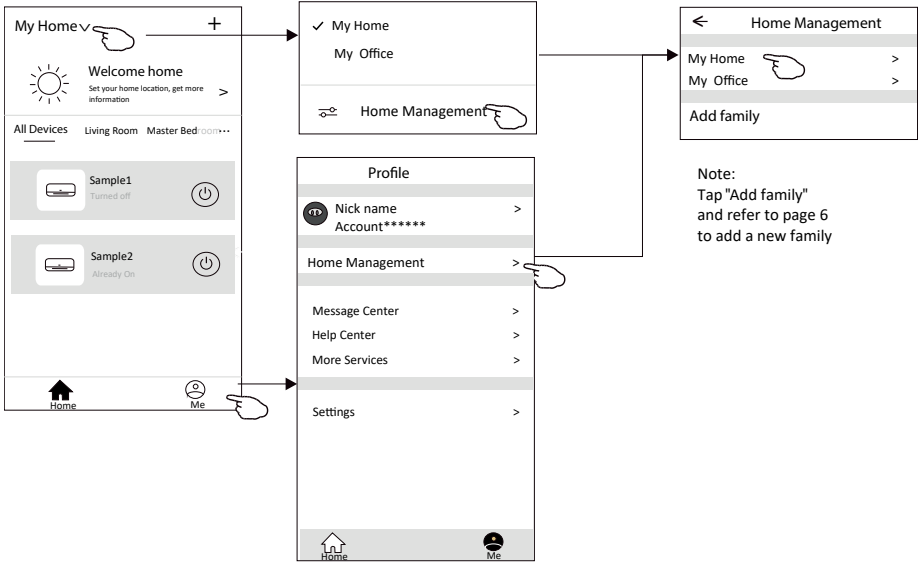 My Home
+
Welcome home
Set your home location, get more
information
>
All Devices Living Room Master Bedroom···
Sample1
Turned off
Sample2
Already On
Home
Me
✓ My Home
My Office
Home Management
Profile
Nick name >
Account******
Home Management >
Message Center >
Help Center >
More Services >
Settings >
Home
Me
← Home Management
My Home >
My Office >
Add family
Note:
Tap "Add family"
and refer to page 6
to add a new family